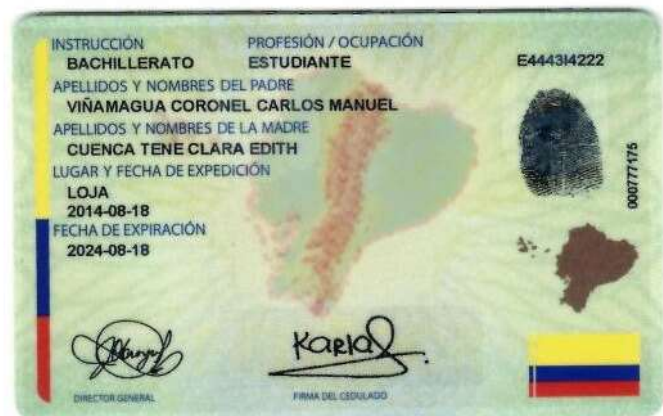 INSTRUCCIÓN PROFESIÓN / OCUPACIÓN
BACHILLERATO ESTUDIANTE E4443I4222
APELLIDOS Y NOMBRES DEL PADRE
VIÑAMAGUA CORONEL CARLOS MANUEL
APELLIDOS Y NOMBRES DE LA MADRE
CUENCA TENE CLARA EDITH
LUGAR Y FECHA DE EXPEDICIÓN
LOJA
2014-08-18
FECHA DE EXPIRACIÓN
2024-08-18
000777175
Karla
DIRECTOR GENERAL FIRMA DEL CEDULADO